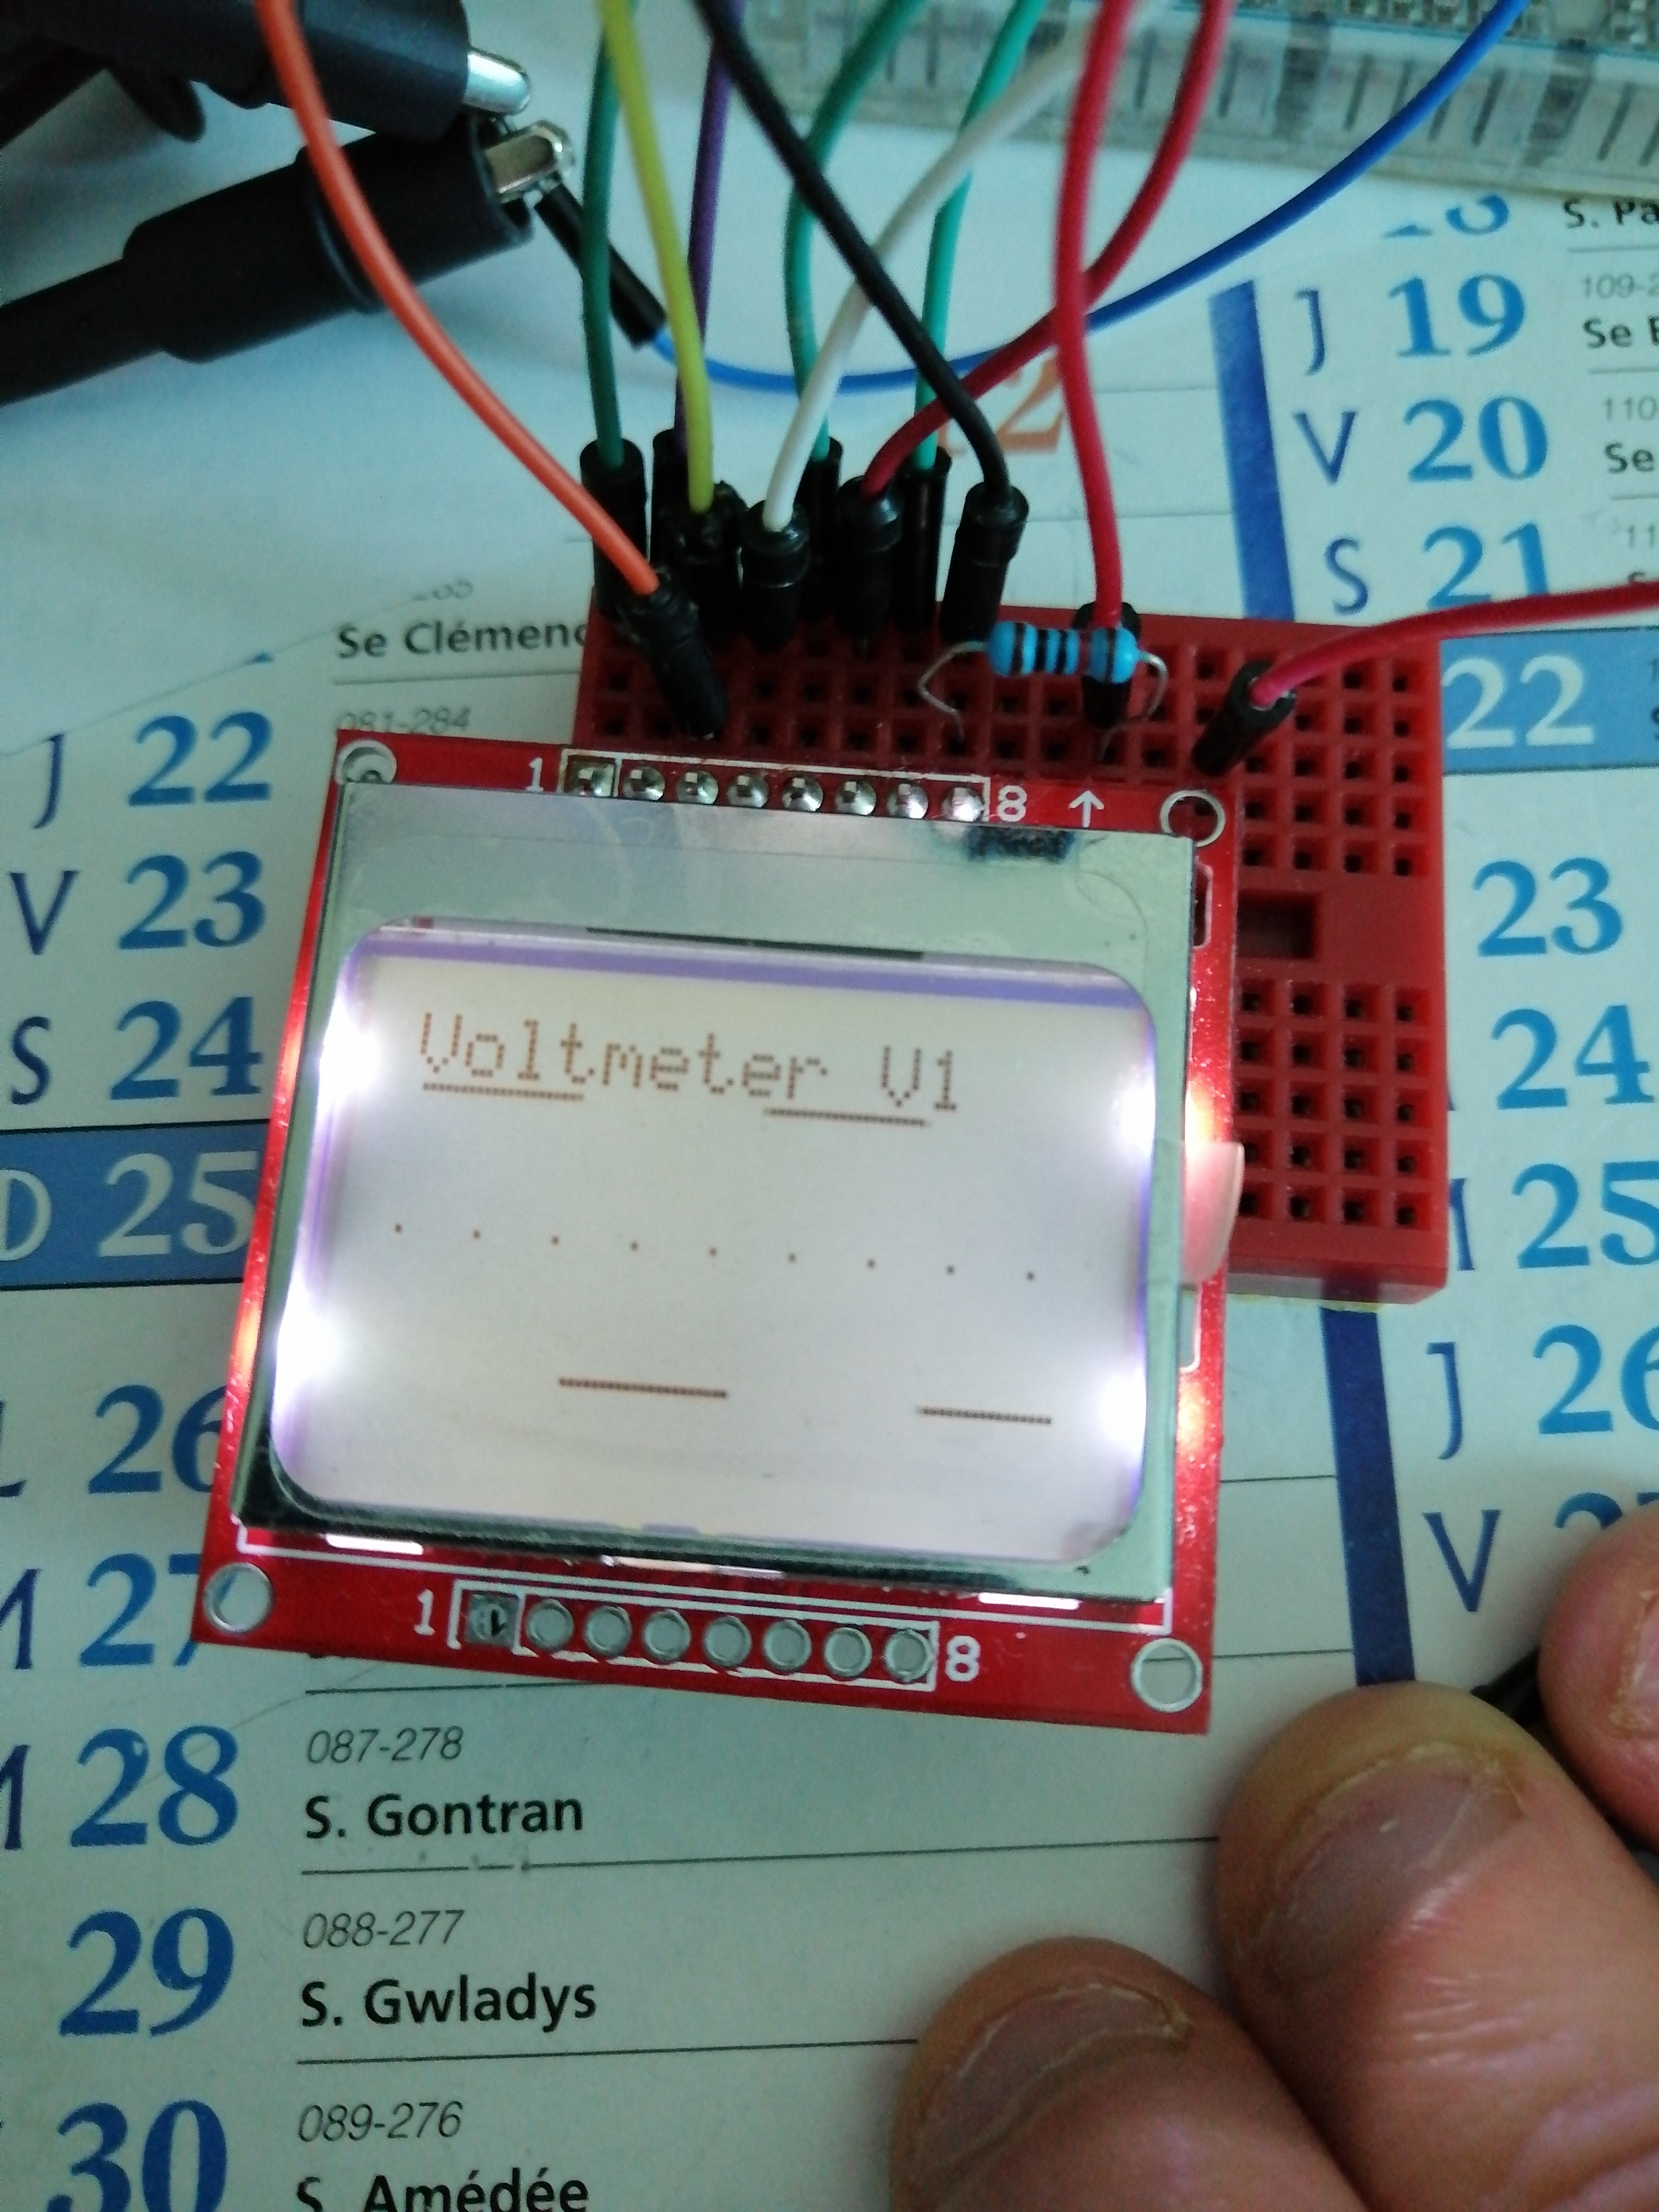 S. Pa
J 19
109-2
Se
V 20
110
Se
S 21
11
Se Clémenc
22
J 22
081-284
1 8 ↑
V 23
23
Voltmeter V1
S 24
24
D 25
25
26
J 26
M 27
V
1 8
28
087-278
S. Gontran
29
088-277
S. Gwladys
30
089-276
S. Amédée